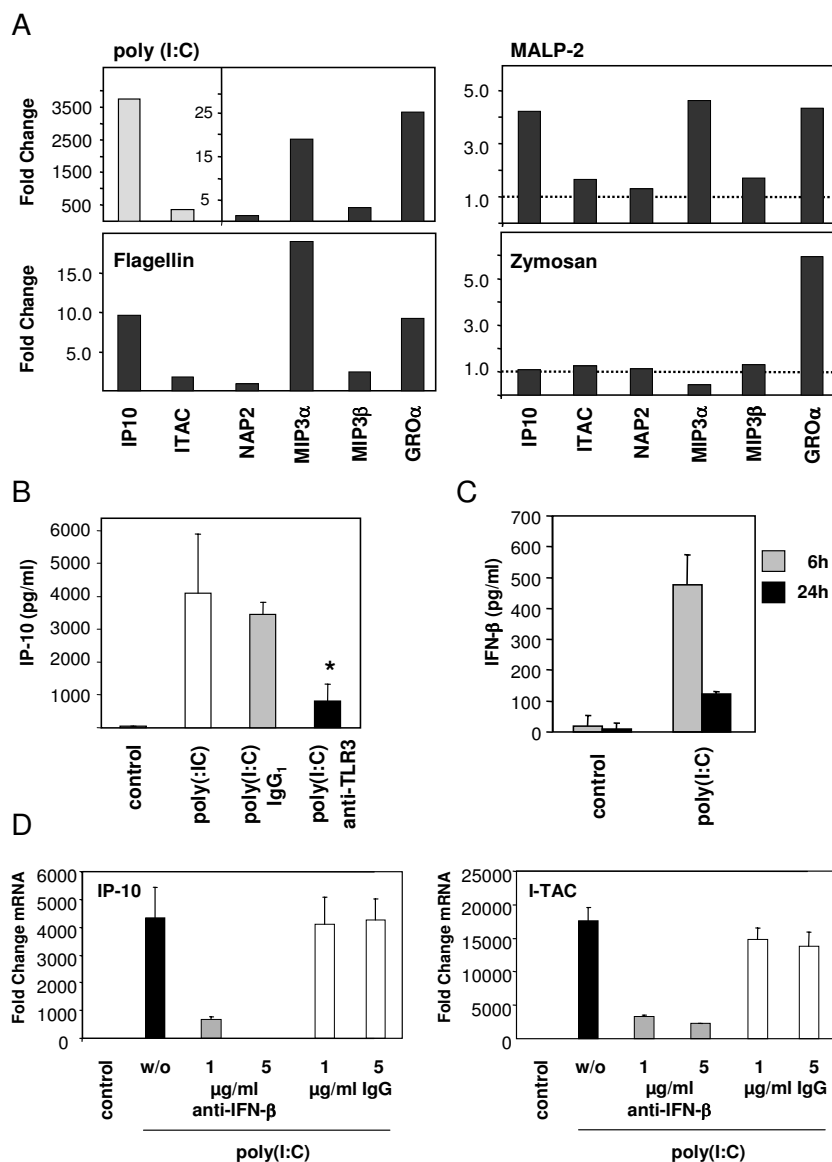 A
poly (I:C)
MALP-2
Fold Change
3500
2500
1500
500
25
15
5
5.0
3.0
1.0
Flagellin
Zymosan
Fold Change
15.0
10.0
5.0
5.0
3.0
1.0
IP10
ITAC
NAP2
MIP3α
MIP3β
GROα
IP10
ITAC
NAP2
MIP3α
MIP3β
GROα
B
IP-10 (pg/ml)
6000
5000
4000
3000
2000
1000
*
control
poly(:IC)
poly(I:C)
IgG1
poly(I:C)
anti-TLR3
C
IFN-β (pg/ml)
700
600
500
400
300
200
100
0
6h
24h
control
poly(I:C)
D
Fold Change mRNA
6000
5000
4000
3000
2000
1000
0
IP-10
control
w/o 1 5 1 5
µg/ml µg/ml IgG
anti-IFN-β
poly(I:C)
Fold Change mRNA
25000
20000
15000
10000
5000
0
I-TAC
control
w/o 1 5 1 5
µg/ml µg/ml IgG
anti-IFN-β
poly(I:C)